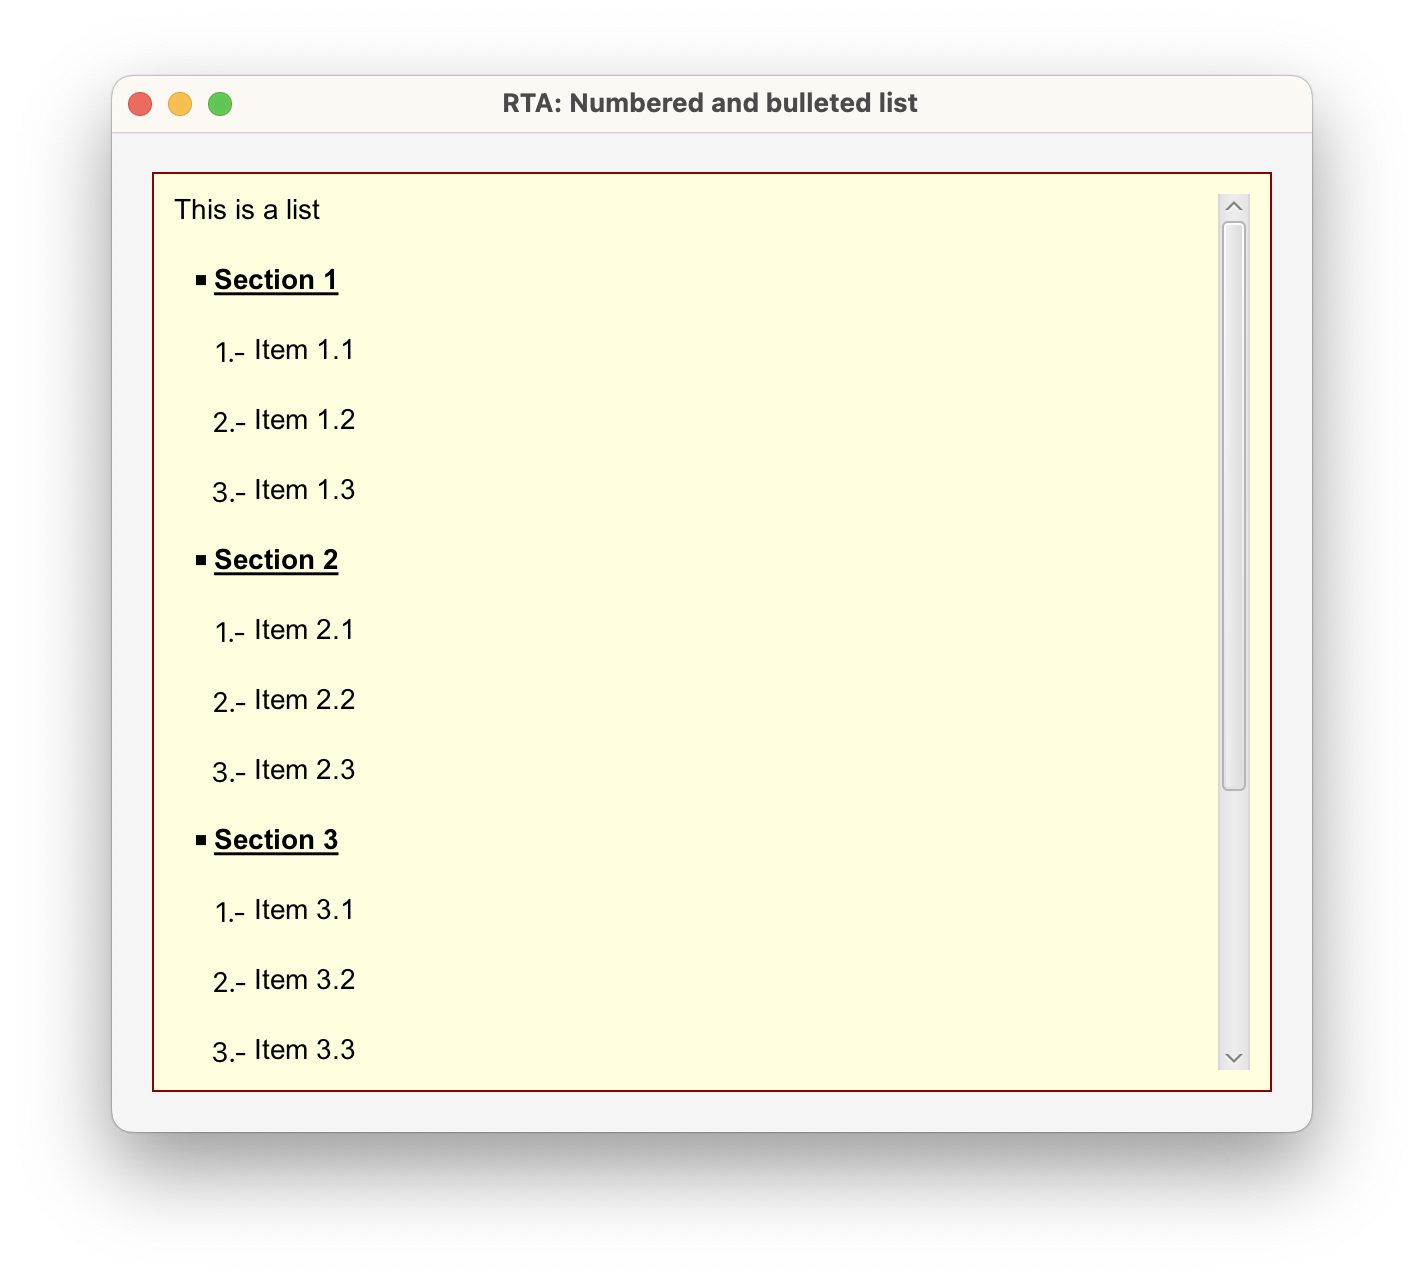 RTA: Numbered and bulleted list
This is a list
▪ Section 1
1.- Item 1.1
2.- Item 1.2
3.- Item 1.3
▪ Section 2
1.- Item 2.1
2.- Item 2.2
3.- Item 2.3
▪ Section 3
1.- Item 3.1
2.- Item 3.2
3.- Item 3.3